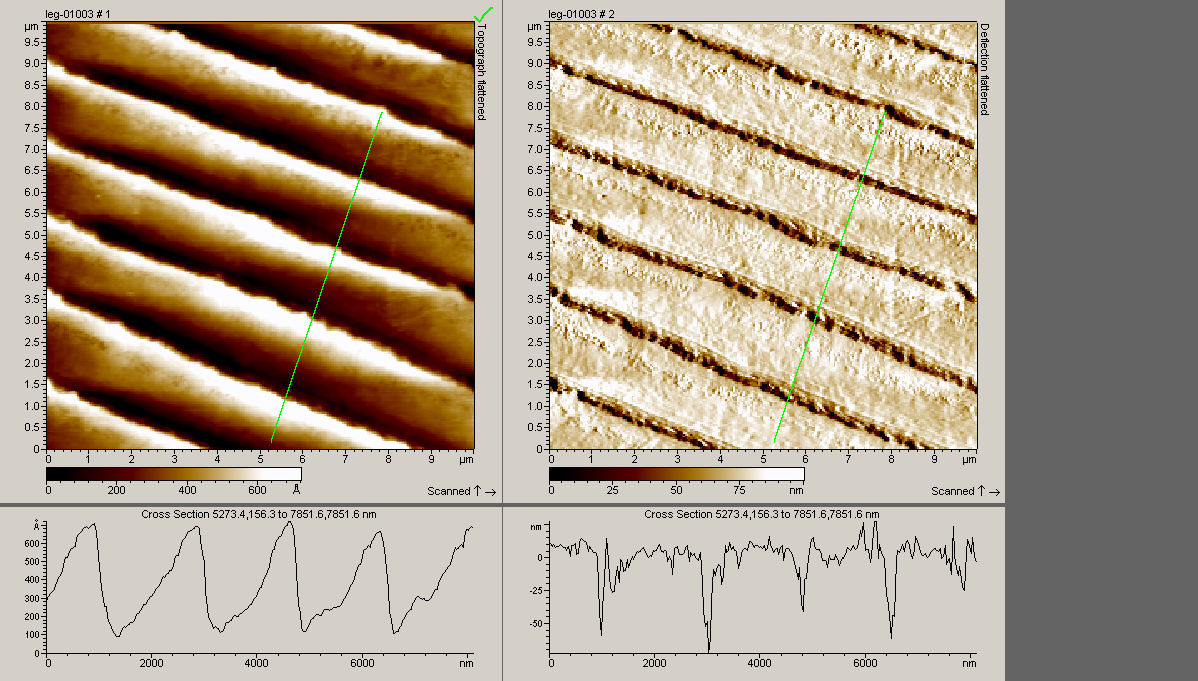 leg-01003 # 1
µm
9.5
9.0
8.5
8.0
7.5
7.0
6.5
6.0
5.5
5.0
4.5
4.0
3.5
3.0
2.5
2.0
1.5
1.0
0.5
0
0 1 2 3 4 5 6 7 8 9 µm
Topograph flattened
0 200 400 600 Å
Scanned ↑ →
leg-01003 # 2
µm
9.5
9.0
8.5
8.0
7.5
7.0
6.5
6.0
5.5
5.0
4.5
4.0
3.5
3.0
2.5
2.0
1.5
1.0
0.5
0
0 1 2 3 4 5 6 7 8 9 µm
Deflection flattened
0 25 50 75 nm
Scanned ↑ →
Cross Section 5273.4,156.3 to 7851.6,7851.6 nm
Å
600
500
400
300
200
100
0
0 2000 4000 6000 nm
Cross Section 5273.4,156.3 to 7851.6,7851.6 nm
nm
0
-25
-50
0 2000 4000 6000 nm